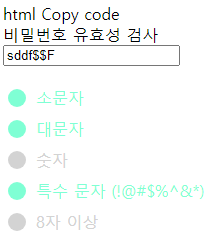 html Copy code
비밀번호 유효성 검사
sddf$$F
소문자
대문자
숫자
특수 문자 (!@#$%^&*)
8자 이상